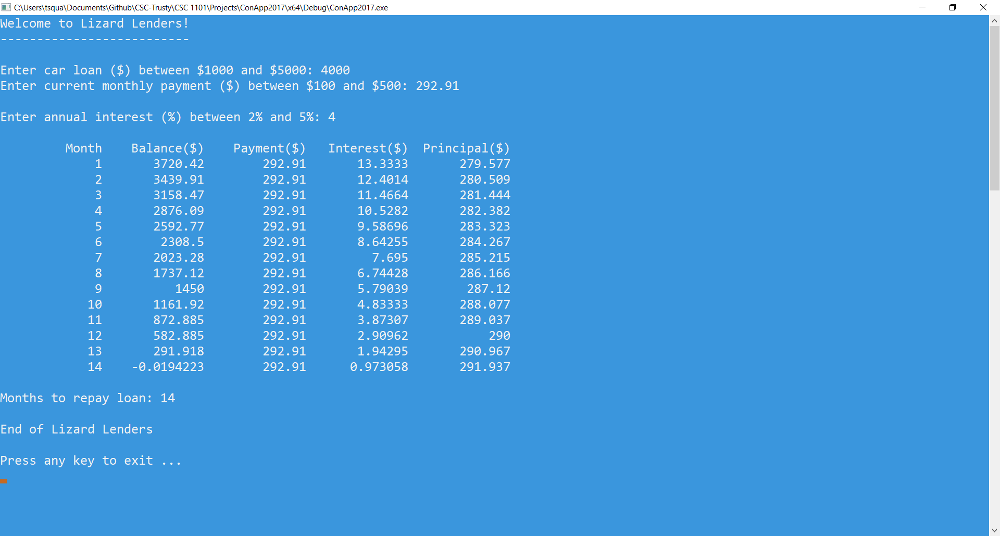 C:\Users\tsqua\Documents\Github\CSC-Trusty\CSC 1101\Projects\ConApp2017\x64\Debug\ConApp2017.exe
Welcome to Lizard Lenders!
--------------------------
Enter car loan ($) between $1000 and $5000: 4000
Enter current monthly payment ($) between $100 and $500: 292.91
Enter annual interest (%) between 2% and 5%: 4
Month Balance($) Payment($) Interest($) Principal($)
1 3720.42 292.91 13.3333 279.577
2 3439.91 292.91 12.4014 280.509
3 3158.47 292.91 11.4664 281.444
4 2876.09 292.91 10.5282 282.382
5 2592.77 292.91 9.58696 283.323
6 2308.5 292.91 8.64255 284.267
7 2023.28 292.91 7.695 285.215
8 1737.12 292.91 6.74428 286.166
9 1450 292.91 5.79039 287.12
10 1161.92 292.91 4.83333 288.077
11 872.885 292.91 3.87307 289.037
12 582.885 292.91 2.90962 290
13 291.918 292.91 1.94295 290.967
14 -0.0194223 292.91 0.973058 291.937
Months to repay loan: 14
End of Lizard Lenders
Press any key to exit ...